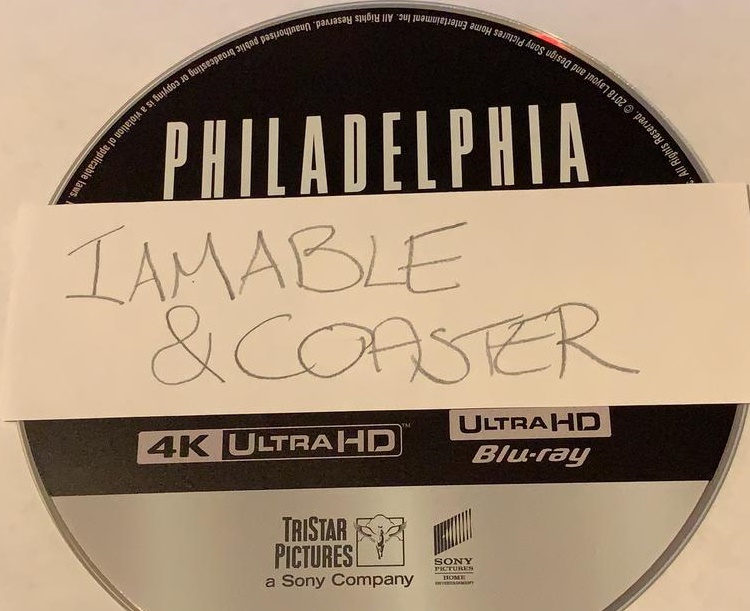 © 2018 Layout and Design Sony Pictures Home Entertainment Inc. All Rights Reserved. Unauthorised public broadcasting or copying is a violation of applicable laws.
All Rights Reserved.
PHILADELPHIA
IAMABLE
& COASTER
4K ULTRA HD™
ULTRA HD
Blu-ray
TRISTAR
PICTURES
a Sony Company
SONY
PICTURES
HOME
ENTERTAINMENT